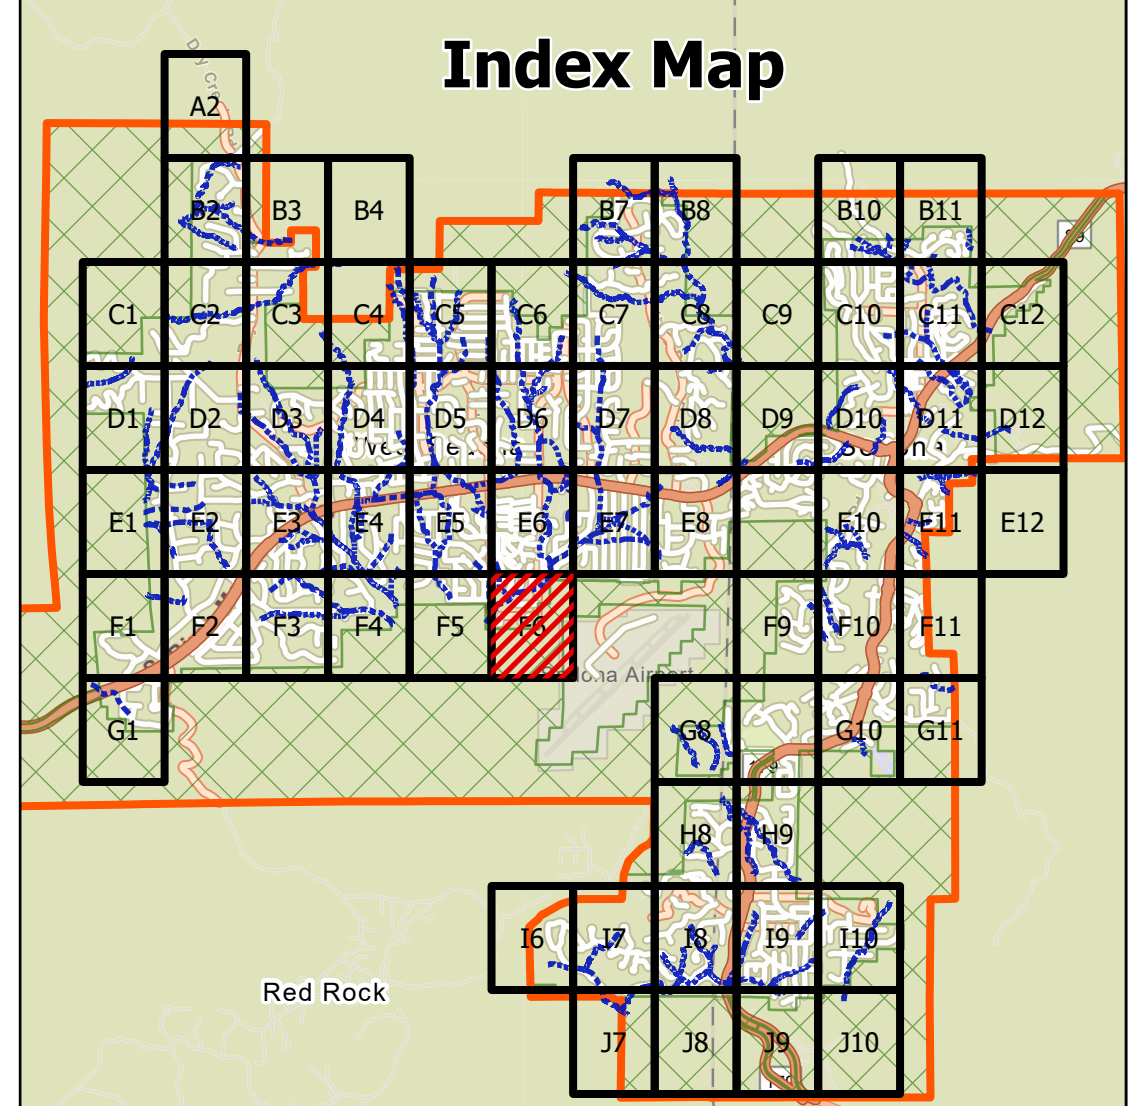 Index Map
A2
B2 B3 B4 B7 B8 B10 B11
89
C1 C2 C3 C4 C5 C6 C7 C8 C9 C10 C11 C12
D1 D2 D3 D4 D5 D6 D7 D8 D9 D10 D11 D12
E1 E2 E3 E4 E5 E6 E7 E8 E10 E11 E12
F1 F2 F3 F4 F5 F6 F9 F10 F11
Airport
G1 G8 G10 G11
H8 H9
I6 I7 I8 I9 I10
Red Rock
J7 J8 J9 J10